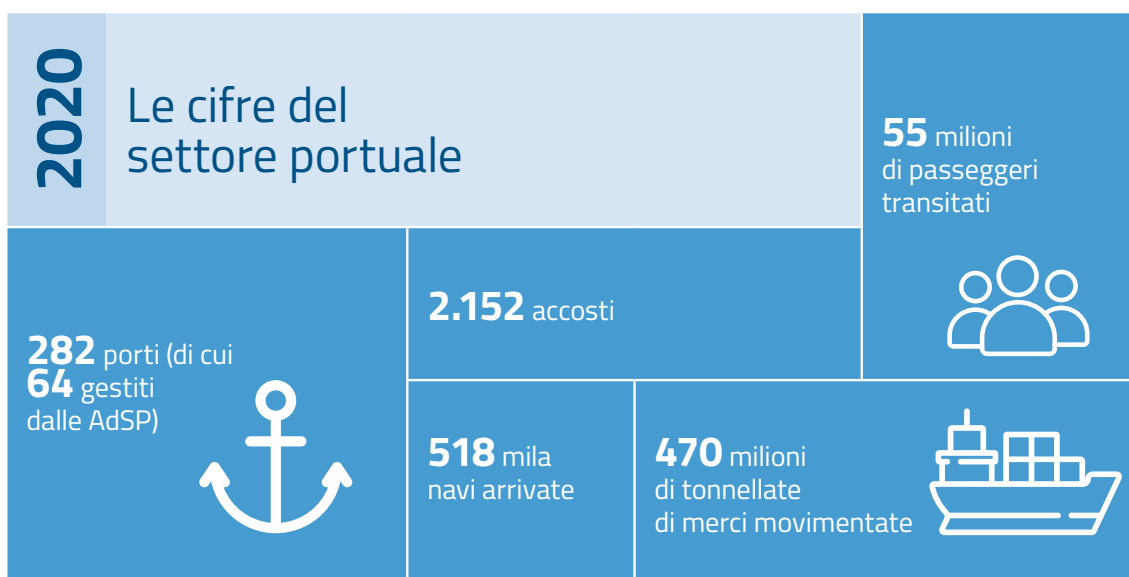 2020
Le cifre del
settore portuale
55 milioni
di passeggeri
transitati
282 porti (di cui
64 gestiti
dalle AdSP)
2.152 accosti
518 mila
navi arrivate
470 milioni
di tonnellate
di merci movimentate